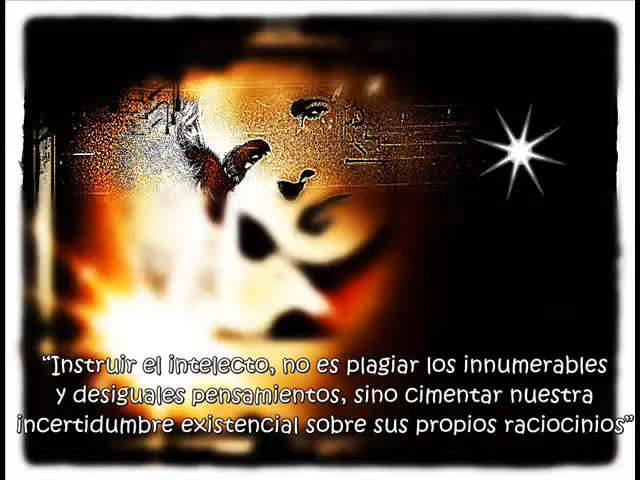 “Instruir el intelecto, no es plagiar los innumerables
y desiguales pensamientos, sino cimentar nuestra
incertidumbre existencial sobre sus propios raciocinios”